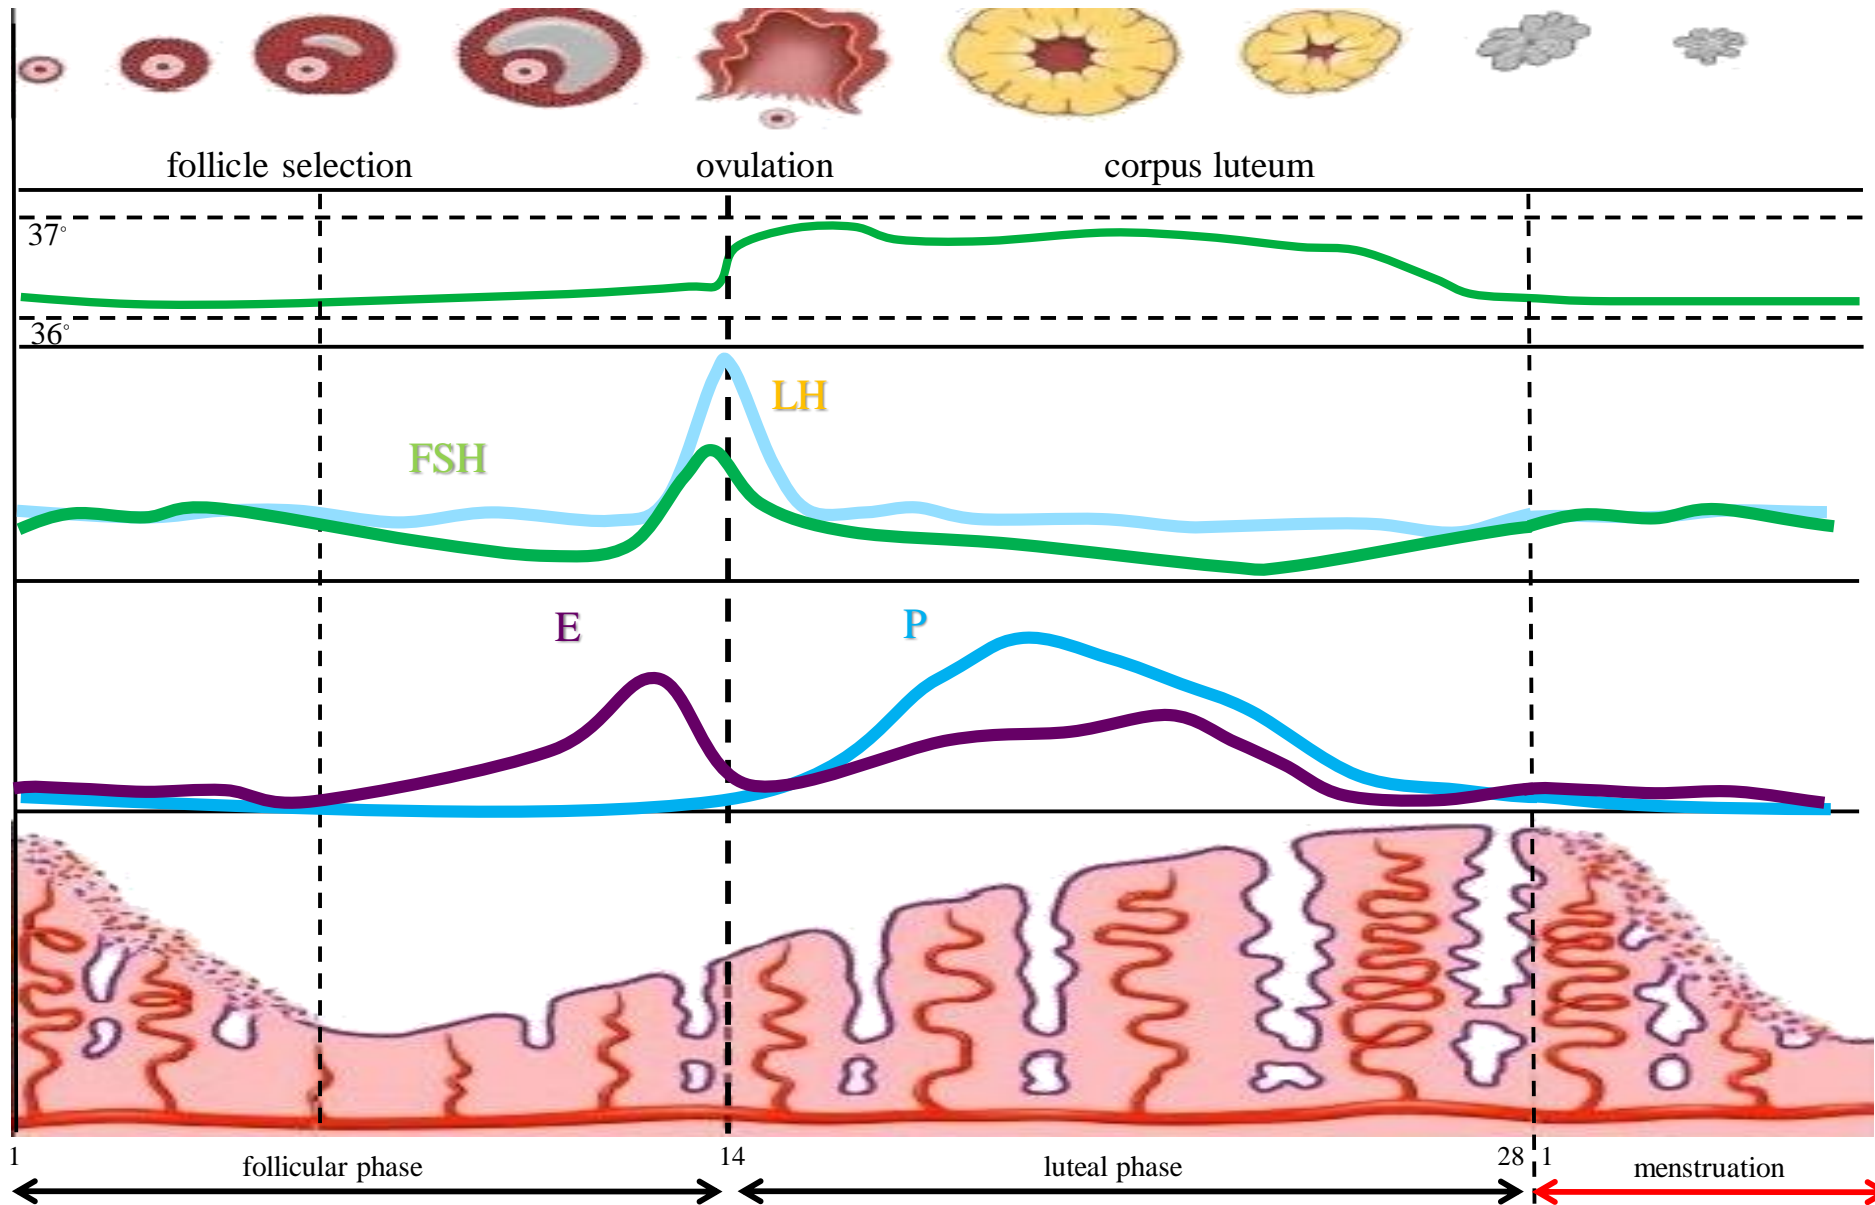 follicle selection
ovulation
corpus luteum
37°
36°
LH
FSH
E
P
1
14
28
1
follicular phase
luteal phase
menstruation